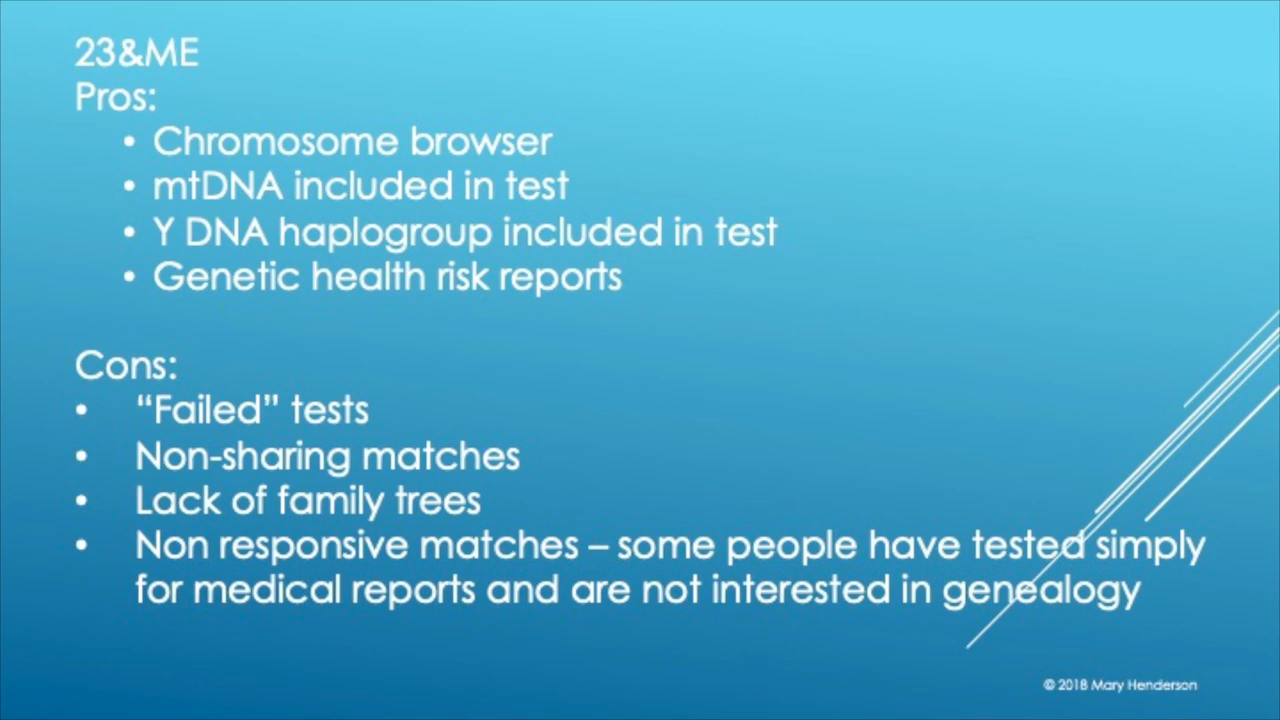 23&ME
Pros:
• Chromosome browser
• mtDNA included in test
• Y DNA haplogroup included in test
• Genetic health risk reports
Cons:
• “Failed” tests
• Non-sharing matches
• Lack of family trees
• Non responsive matches – some people have tested simply
for medical reports and are not interested in genealogy
© 2018 Mary Henderson